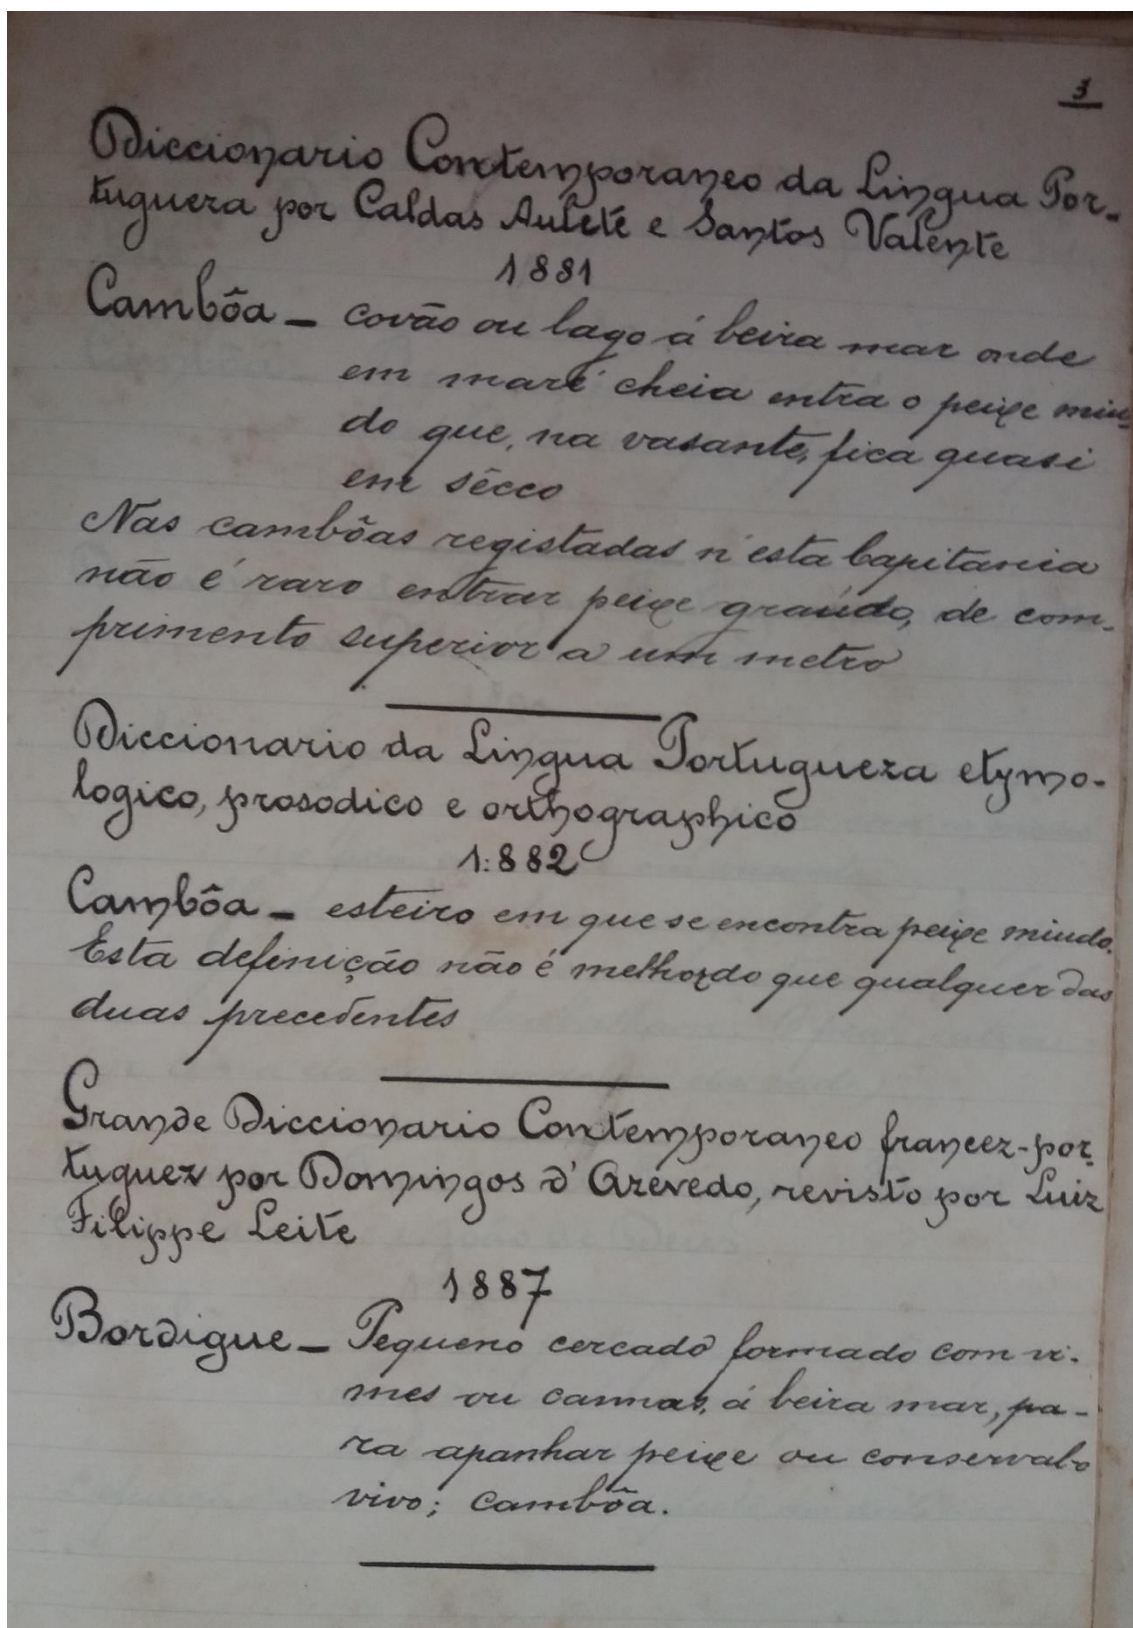 3
Diccionario Contemporaneo da Lingua Por-
tugueza por Caldas Aulete e Santos Valente
1881
Cambôa - covão ou lago á beira mar onde
em maré cheia entra o peixe miu-
do que, na vasante, fica quasi
em sêcco
Nas cambôas registadas n'esta Capitania
não é raro entrar peixe graúdo, de com-
primento superior a um metro
Diccionario da Lingua Portugueza etymo-
logico, prosodico e orthographico
1:882
Cambôa - esteiro em que se encontra peixe miudo.
Esta definição não é melhor do que qualquer das
duas precedentes
Grande Diccionario Contemporaneo francez-por-
tuguez por Domingos d'Azevedo, revisto por Luiz
Filippe Leite
1887
Bordigue - Pequeno cercado formado com vi-
mes ou cannas, á beira mar, pa-
ra apanhar peixe ou conserval-o
vivo; cambôa.